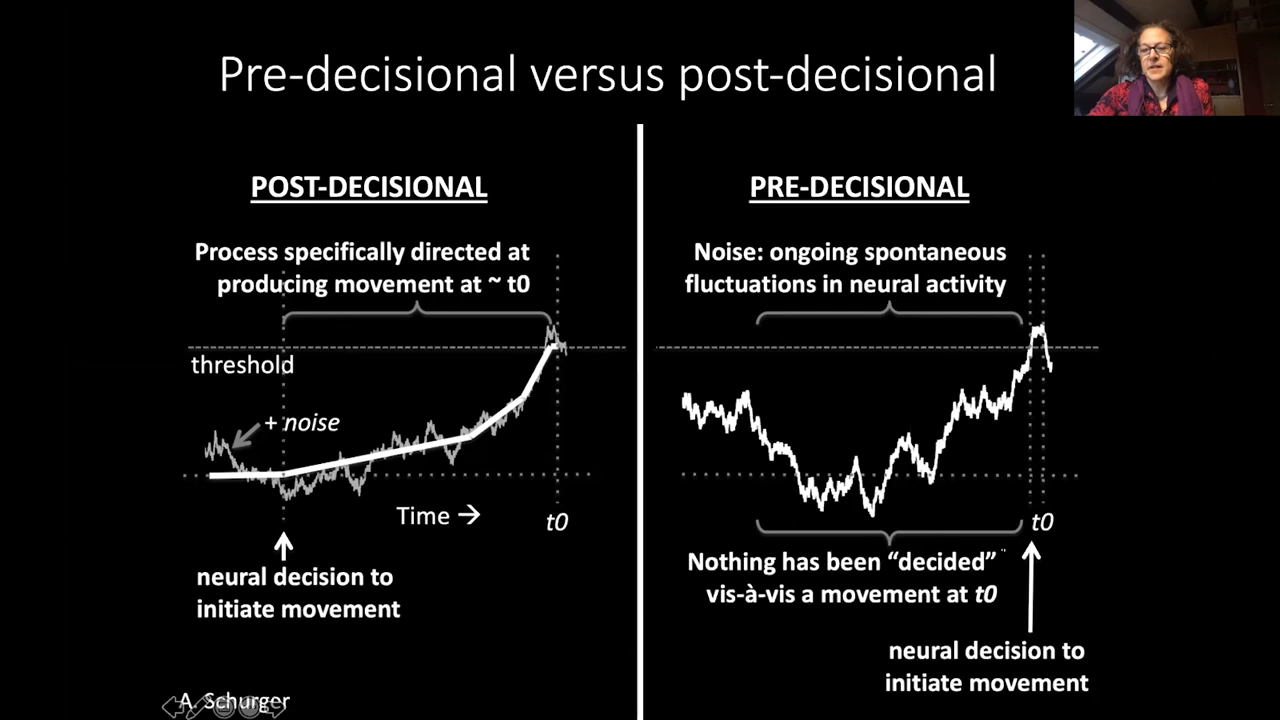 Pre-decisional versus post-decisional
POST-DECISIONAL
Process specifically directed at
producing movement at ~ t0
threshold
+ noise
Time →
t0
neural decision to
initiate movement
A. Schurger
PRE-DECISIONAL
Noise: ongoing spontaneous
fluctuations in neural activity
t0
Nothing has been “decided”
vis-à-vis a movement at t0
neural decision to
initiate movement